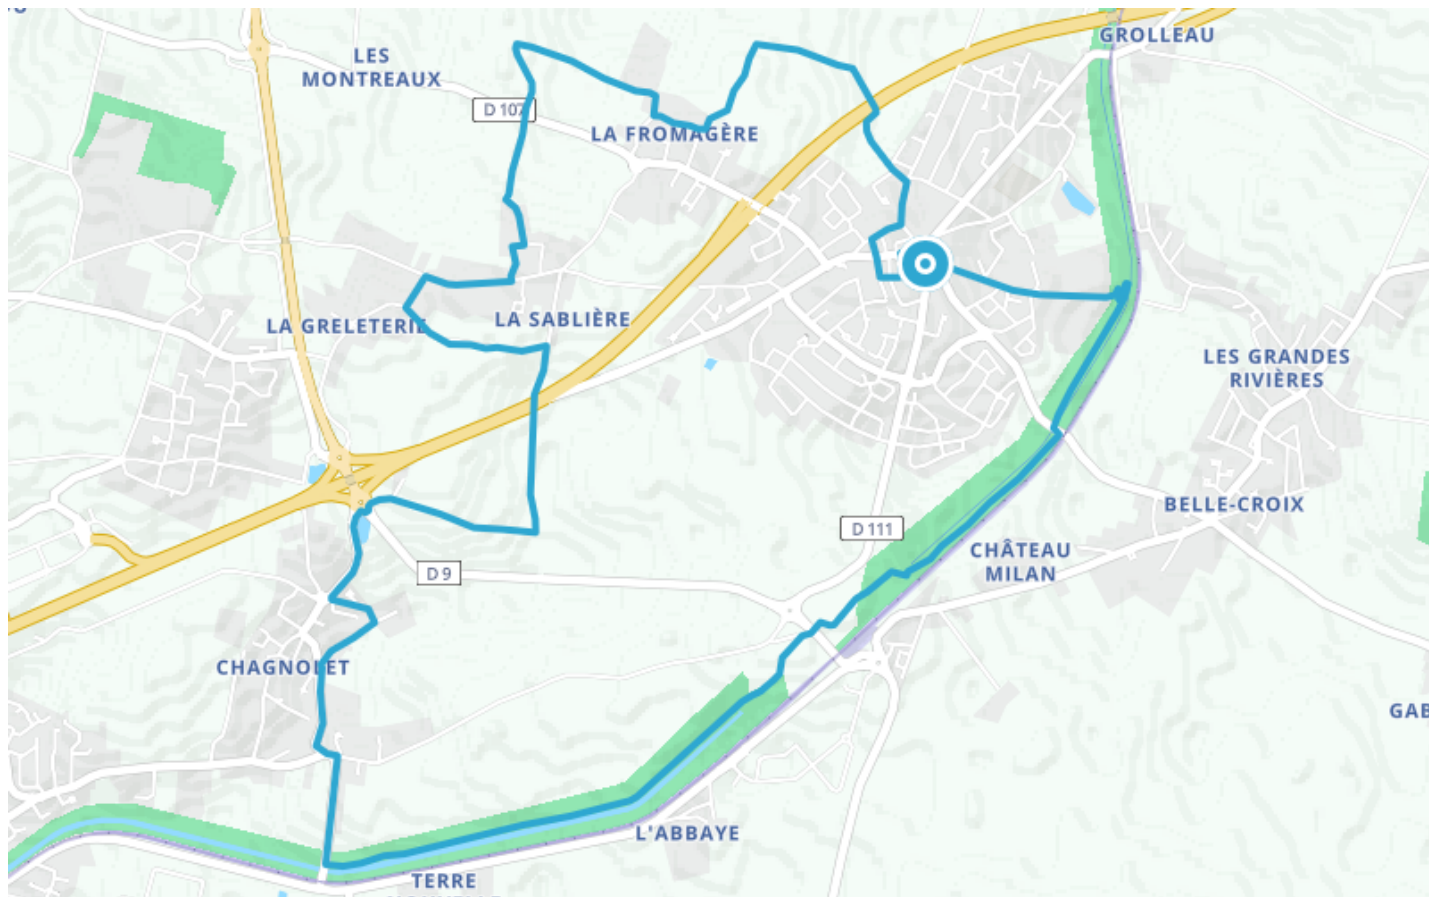 GROLLEAU
LES
MONTREAUX
D 107
LA FROMAGÈRE
LA GRELETERIE
LA SABLIÈRE
LES GRANDES
RIVIÈRES
BELLE-CROIX
D 111
CHÂTEAU
MILAN
D 9
CHAGNOLET
GAB
L'ABBAYE
TERRE